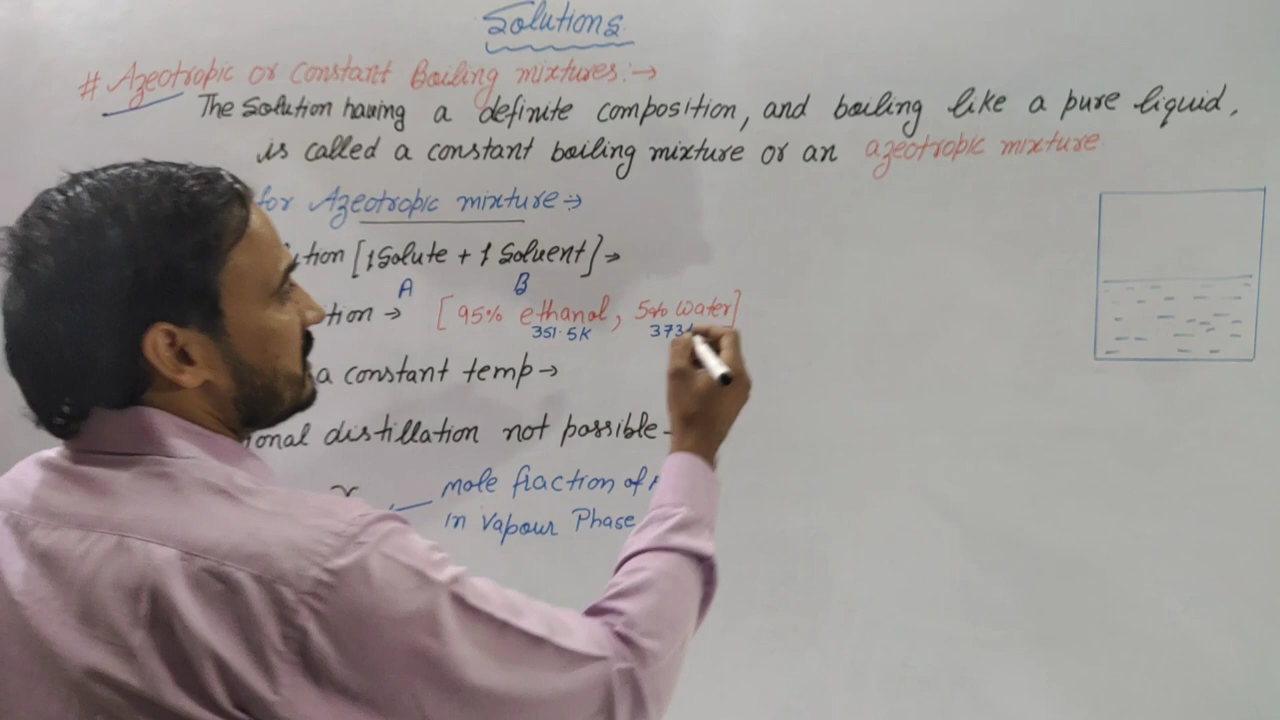 Solutions
# Azeotropic or Constant Boiling mixtures:→
The Solution having a definite composition, and boiling like a pure liquid,
is called a constant boiling mixture or an azeotropic mixture
for Azeotropic mixture→
tion [1 Solute + 1 Solvent]→
A B
tion → [95% ethanol, 5% water]
351.5K 373
a constant temp→
onal distillation not possible-
mole fraction of
in Vapour Phase